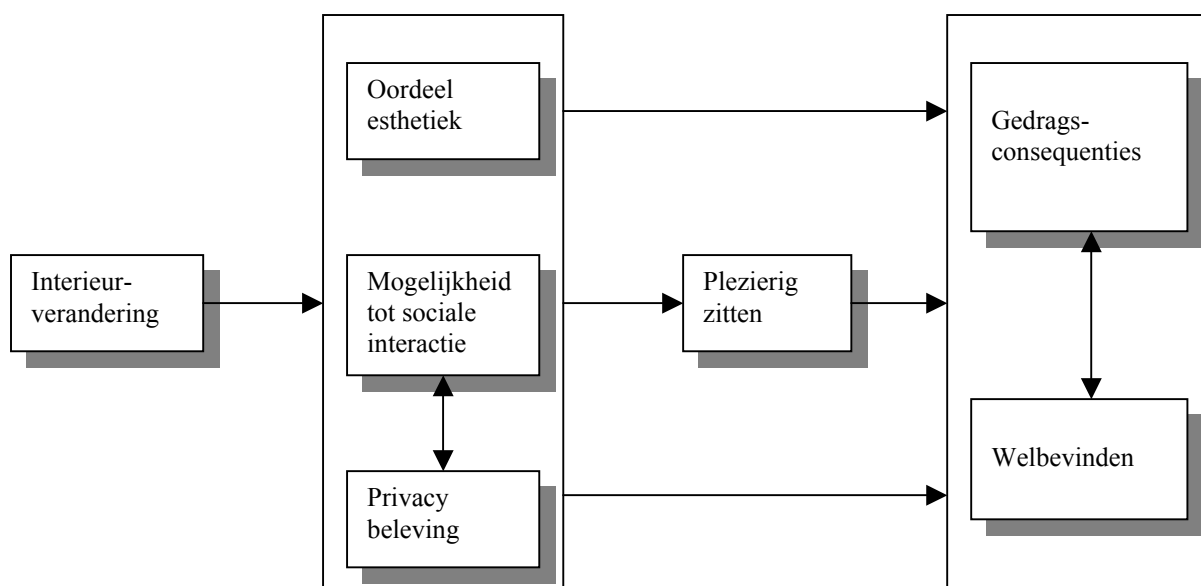 Oordeel
esthetiek
Gedrags-
consequenties
Interieur-
verandering
Mogelijkheid
tot sociale
interactie
Plezierig
zitten
Privacy
beleving
Welbevinden